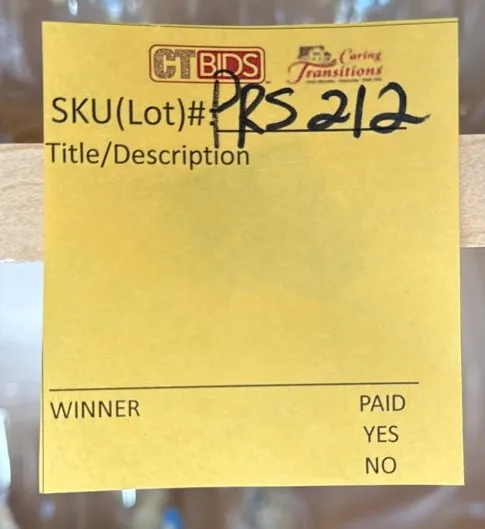 CTBIDS
Caring
Transitions
SKU(Lot)#: PRS 212
Title/Description
WINNER
PAID
YES
NO